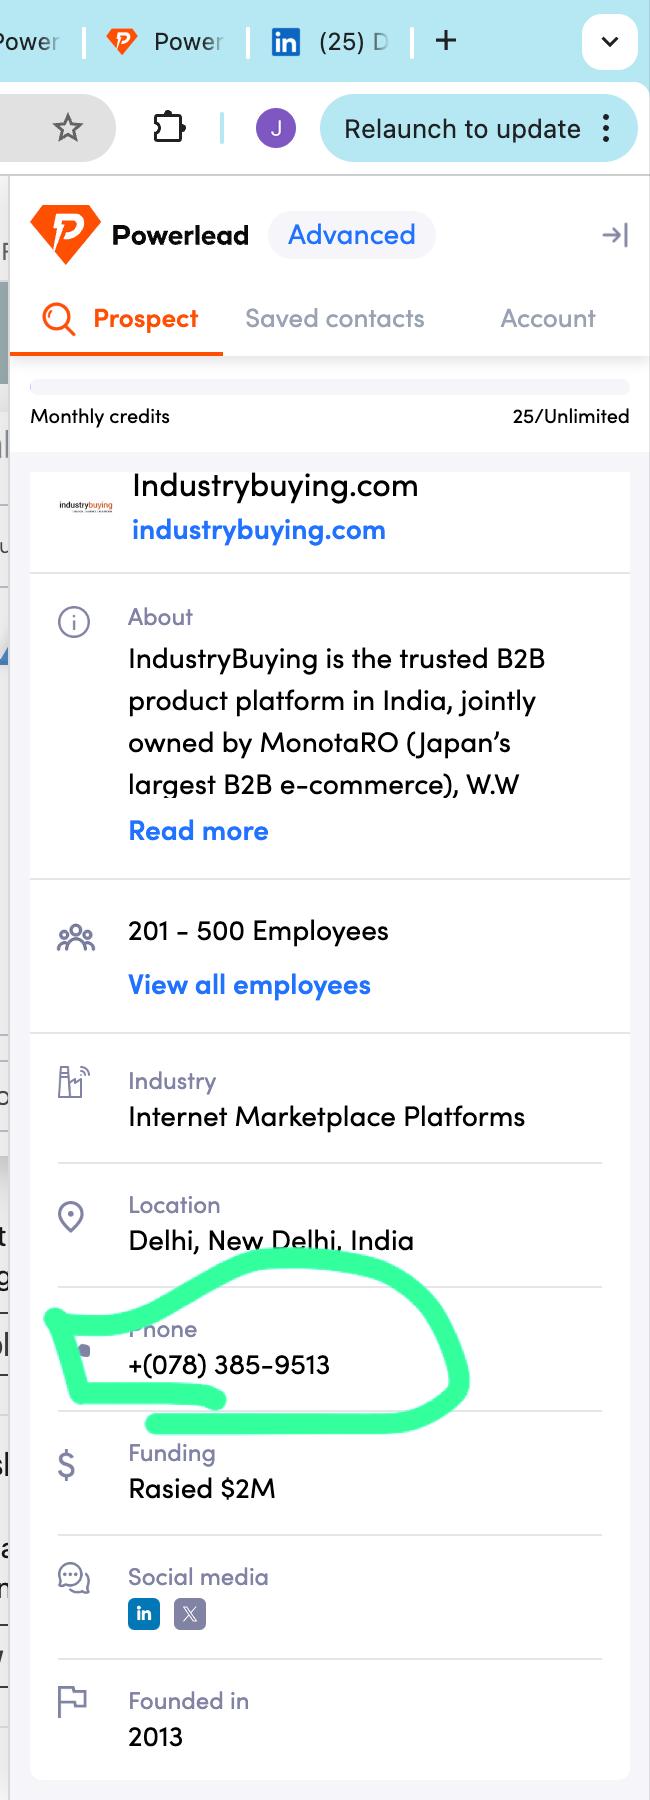 Power
Power
(25) D
J
Relaunch to update
Powerlead
Advanced
Prospect
Saved contacts
Account
Monthly credits
25/Unlimited
industrybuying
Industrybuying.com
industrybuying.com
About
IndustryBuying is the trusted B2B
product platform in India, jointly
owned by MonotaRO (Japan's
largest B2B e-commerce), W.W
Read more
201 - 500 Employees
View all employees
Industry
Internet Marketplace Platforms
Location
Delhi, New Delhi, India
Phone
+(078) 385-9513
$
Funding
Rasied $2M
Social media
in
X
Founded in
2013